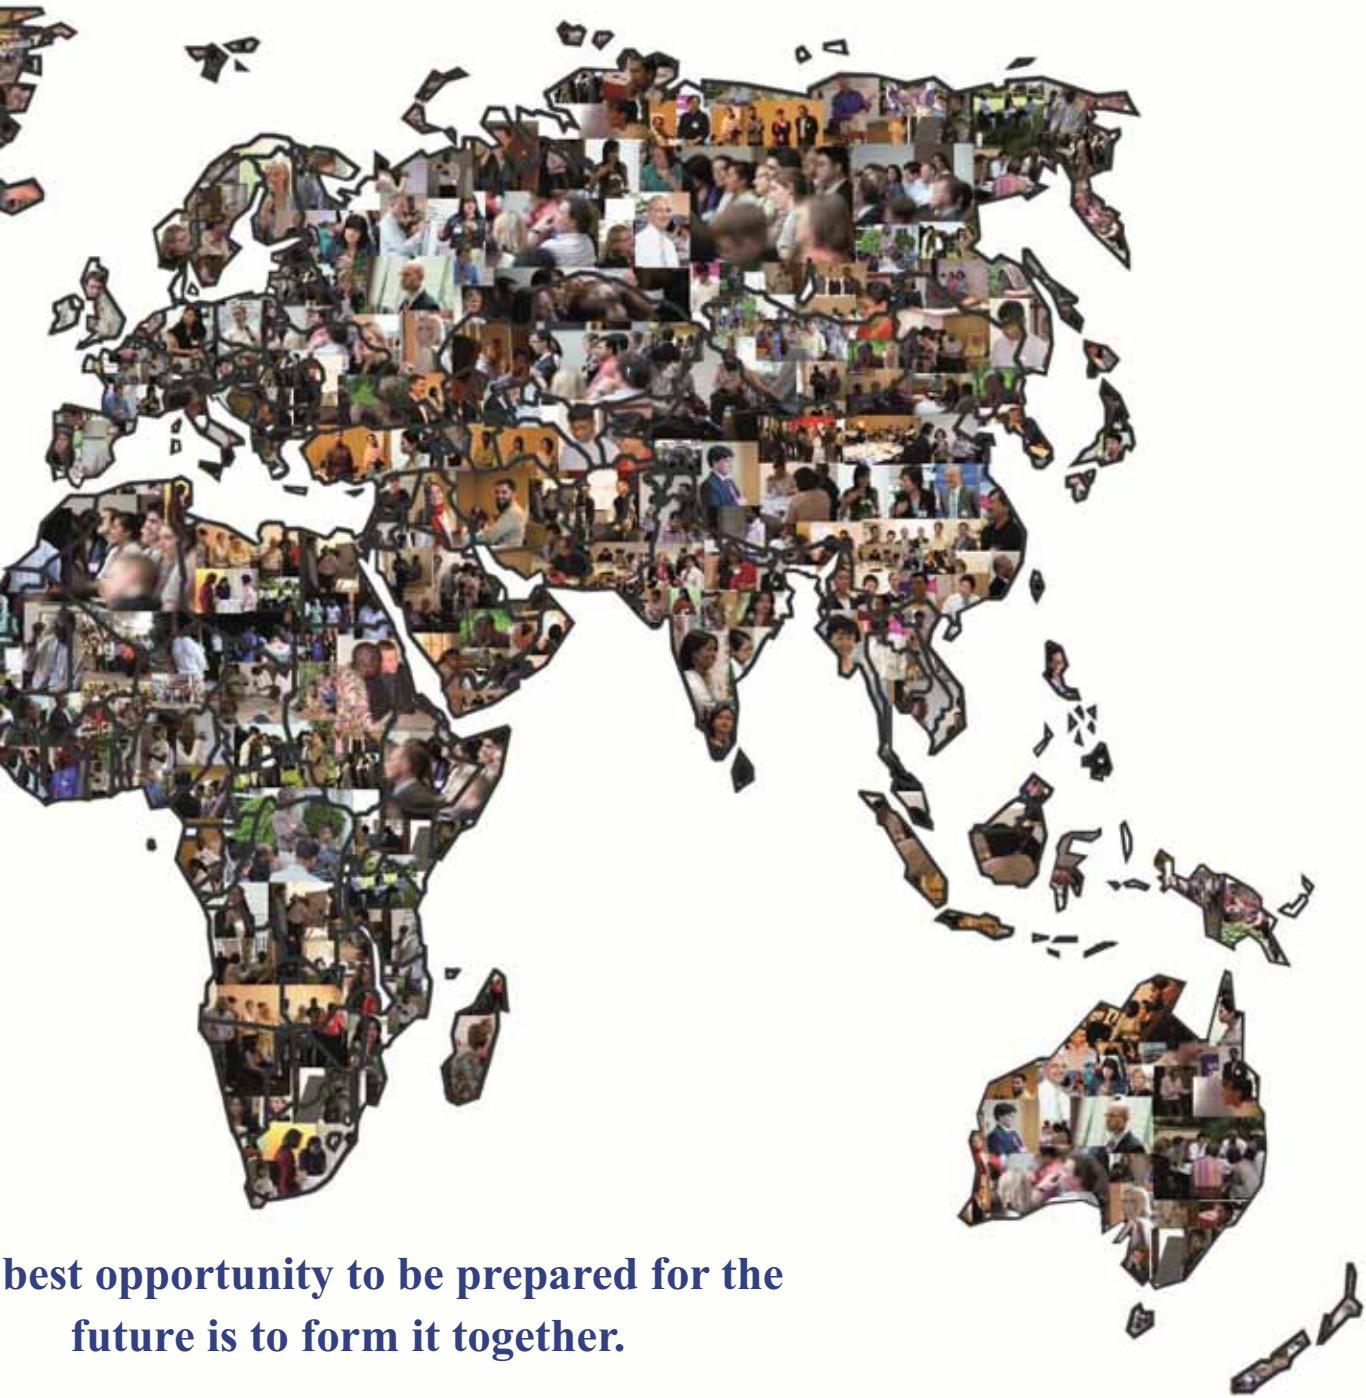 best opportunity to be prepared for the
future is to form it together.